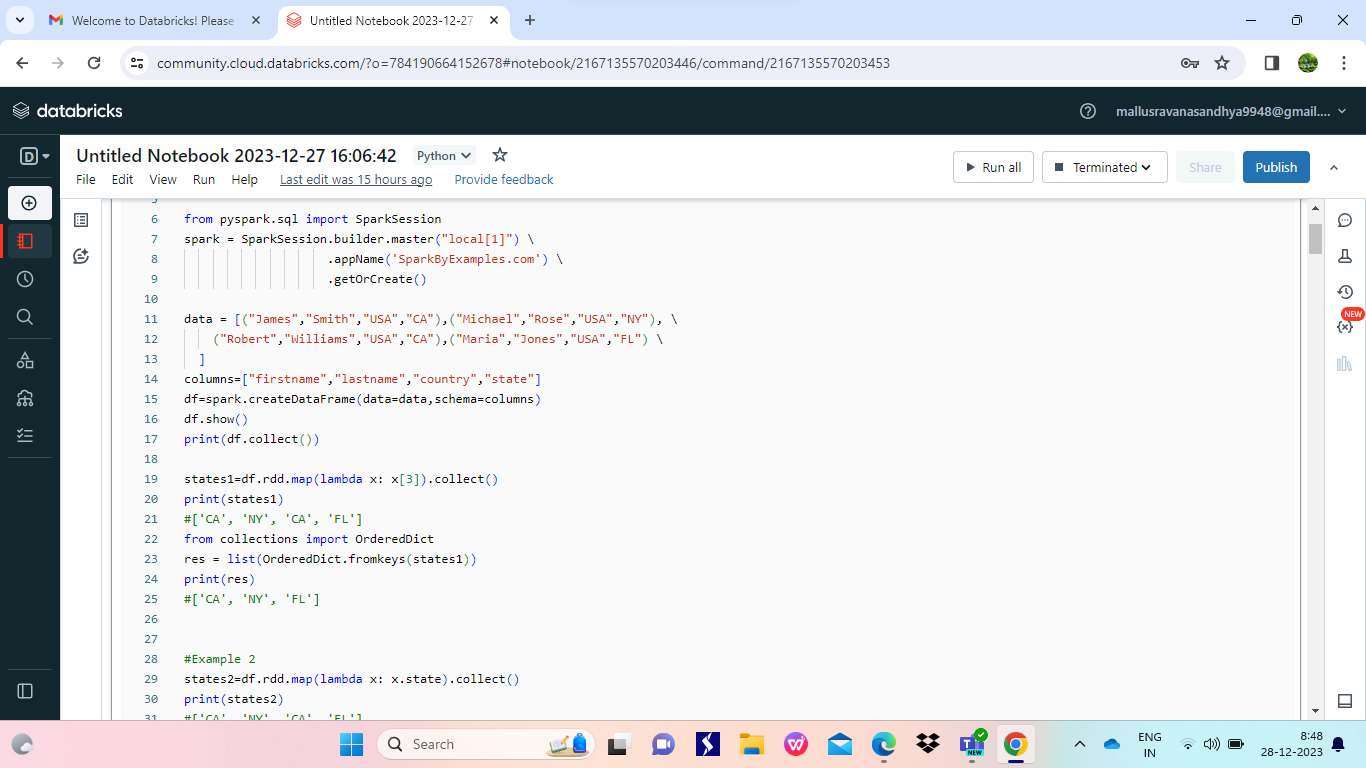 Welcome to Databricks! Please
Untitled Notebook 2023-12-27
community.cloud.databricks.com/?o=784190664152678#notebook/2167135570203446/command/2167135570203453
databricks
mallusravanasandhya9948@gmail....
D
Untitled Notebook 2023-12-27 16:06:42 Python
File Edit View Run Help Last edit was 15 hours ago Provide feedback
Run all Terminated Share Publish
NEW
5
6 from pyspark.sql import SparkSession
7 spark = SparkSession.builder.master("local[1]") \
8 .appName('SparkByExamples.com') \
9 .getOrCreate()
10
11 data = [("James","Smith","USA","CA"),("Michael","Rose","USA","NY"), \
12 ("Robert","Williams","USA","CA"),("Maria","Jones","USA","FL") \
13 ]
14 columns=["firstname","lastname","country","state"]
15 df=spark.createDataFrame(data=data,schema=columns)
16 df.show()
17 print(df.collect())
18
19 states1=df.rdd.map(lambda x: x[3]).collect()
20 print(states1)
21 #['CA', 'NY', 'CA', 'FL']
22 from collections import OrderedDict
23 res = list(OrderedDict.fromkeys(states1))
24 print(res)
25 #['CA', 'NY', 'FL']
26
27
28 #Example 2
29 states2=df.rdd.map(lambda x: x.state).collect()
30 print(states2)
31 #['CA', 'NY', 'CA', 'FL']
Search
NEW
ENG
IN
8:48
28-12-2023